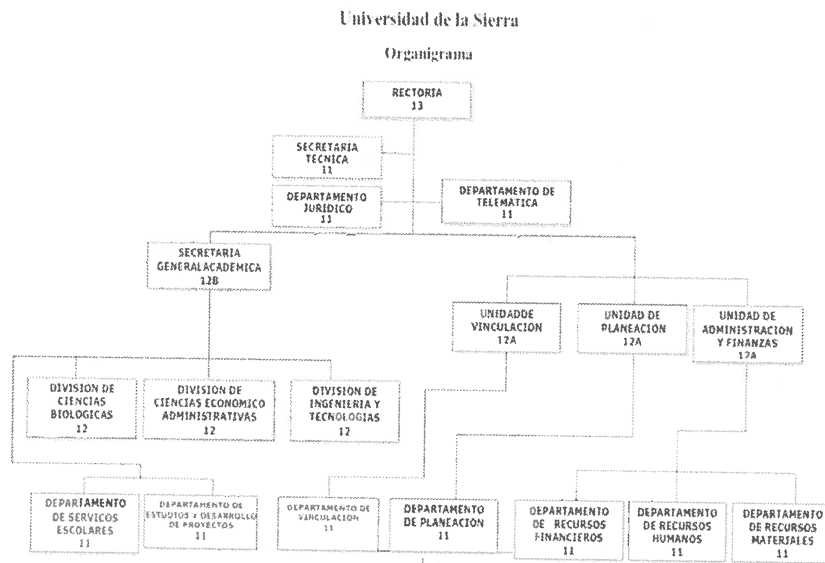 Universidad de la Sierra
Organigrama
RECTORIA
13
SECRETARIA
TECNICA
11
DEPARTAMENTO
JURÍDICO
11
DEPARTAMENTO DE
TELEMÁTICA
11
SECRETARIA
GENERALACADEMICA
12B
UNIDADDE
VINCULACION
12A
UNIDAD DE
PLANEACION
12A
UNIDAD DE
ADMINISTRACION
Y FINANZAS
12A
DIVISION DE
CIENCIAS
BIOLOGICAS
12
DIVISION DE
CIENCIAS ECONOMICO
ADMINISTRATIVAS
12
DIVISION DE
INGENIERIA Y
TECNOLOGIAS
12
DEPARTAMENTO
DE SERVICOS
ESCOLARES
11
DEPARTAMENTO DE
ESTUDIOS Y DESARROLLO
DE PROYECTOS
11
DEPARTAMENTO DE
VINCULACION
11
DEPARTAMENTO
DE PLANEACION
11
DEPARTAMENTO
DE RECURSOS
FINANCIEROS
11
DEPARTAMENTO
DE RECURSOS
HUMANOS
11
DEPARTAMENTO
DE RECURSOS
MATERIALES
11